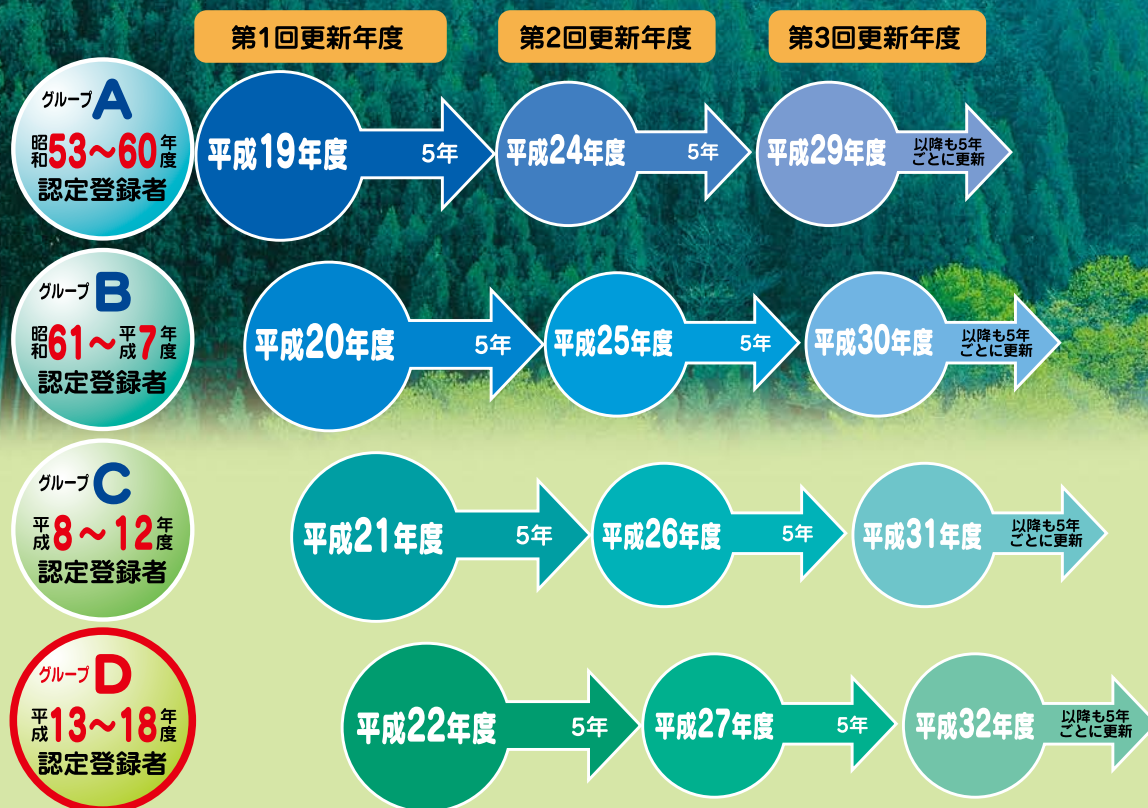 第1回更新年度
第2回更新年度
第3回更新年度
グループA
昭和53〜60年度
認定登録者
平成19年度
5年
平成24年度
5年
平成29年度
以降も5年
ごとに更新
グループB
昭和61〜平成7年度
認定登録者
平成20年度
5年
平成25年度
5年
平成30年度
以降も5年
ごとに更新
グループC
平成8〜12年度
認定登録者
平成21年度
5年
平成26年度
5年
平成31年度
以降も5年
ごとに更新
グループD
平成13〜18年度
認定登録者
平成22年度
5年
平成27年度
5年
平成32年度
以降も5年
ごとに更新